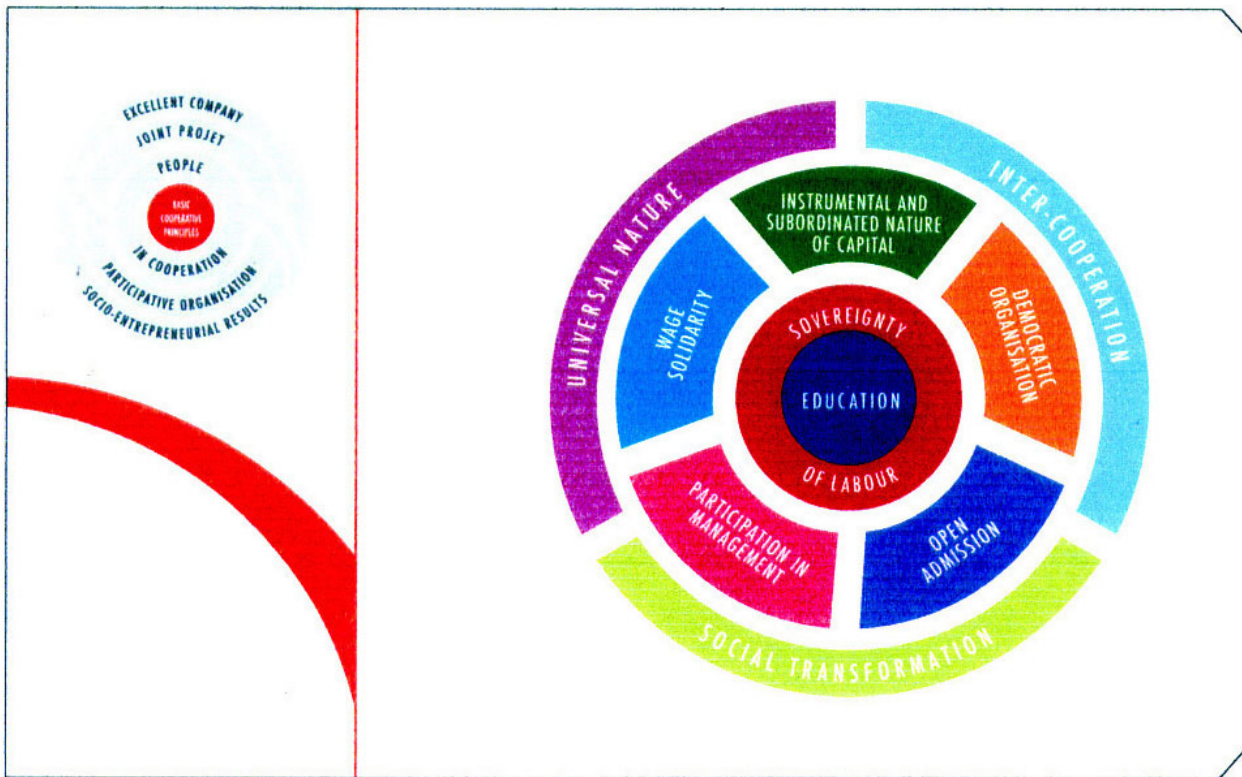 EXCELLENT COMPANY
JOINT PROJET
PEOPLE
BASIC
COOPERATIVE
PRINCIPLES
IN COOPERATION
PARTICIPATIVE ORGANISATION
SOCIO-ENTREPRENEURIAL RESULTS
UNIVERSAL NATURE
INTER-COOPERATION
INSTRUMENTAL AND
SUBORDINATED NATURE
OF CAPITAL
WAGE
SOLIDARITY
DEMOCRATIC
ORGANISATION
SOVEREIGNTY
EDUCATION
OF LABOUR
PARTICIPATION IN
MANAGEMENT
OPEN
ADMISSION
SOCIAL TRANSFORMATION